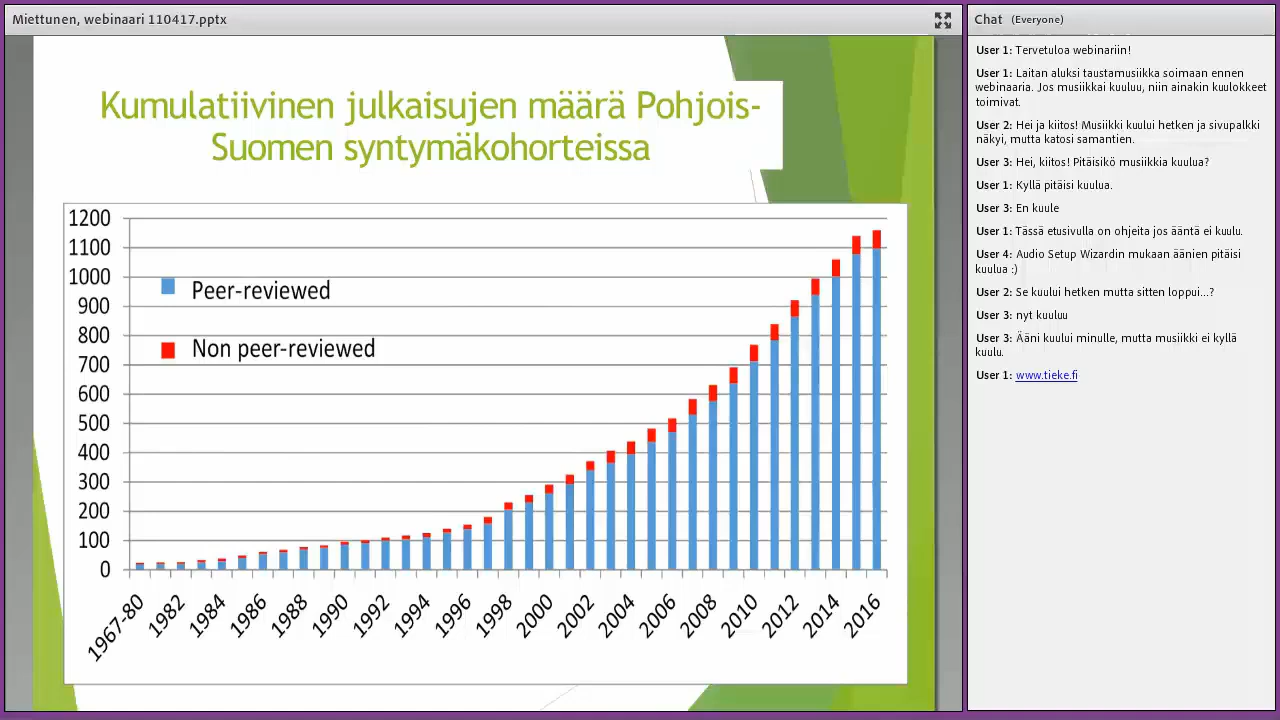 Miettunen, webinaari 110417.pptx
Kumulatiivinen julkaisujen määrä Pohjois-
Suomen syntymäkohorteissa
1200
1100
1000
900
800
700
600
500
400
300
200
100
0
Peer-reviewed
Non peer-reviewed
1967-80
1982
1984
1986
1988
1990
1992
1994
1996
1998
2000
2002
2004
2006
2008
2010
2012
2014
2016
Chat (Everyone)
User 1: Tervetuloa webinariin!
User 1: Laitan aluksi taustamusiikka soimaan ennen
webinaaria. Jos musiikkai kuuluu, niin ainakin kuulokkeet
toimivat.
User 2: Hei ja kiitos! Musiikki kuului hetken ja sivupalkki
näkyi, mutta katosi samantien.
User 3: Hei, kiitos! Pitäisikö musiikkia kuulua?
User 1: Kyllä pitäisi kuulua.
User 3: En kuule
User 1: Tässä etusivulla on ohjeita jos ääntä ei kuulu.
User 4: Audio Setup Wizardin mukaan äänien pitäisi
kuulua :)
User 2: Se kuului hetken mutta sitten loppui...?
User 3: nyt kuuluu
User 3: Ääni kuului minulle, mutta musiikki ei kyllä
kuulu.
User 1: www.tieke.fi